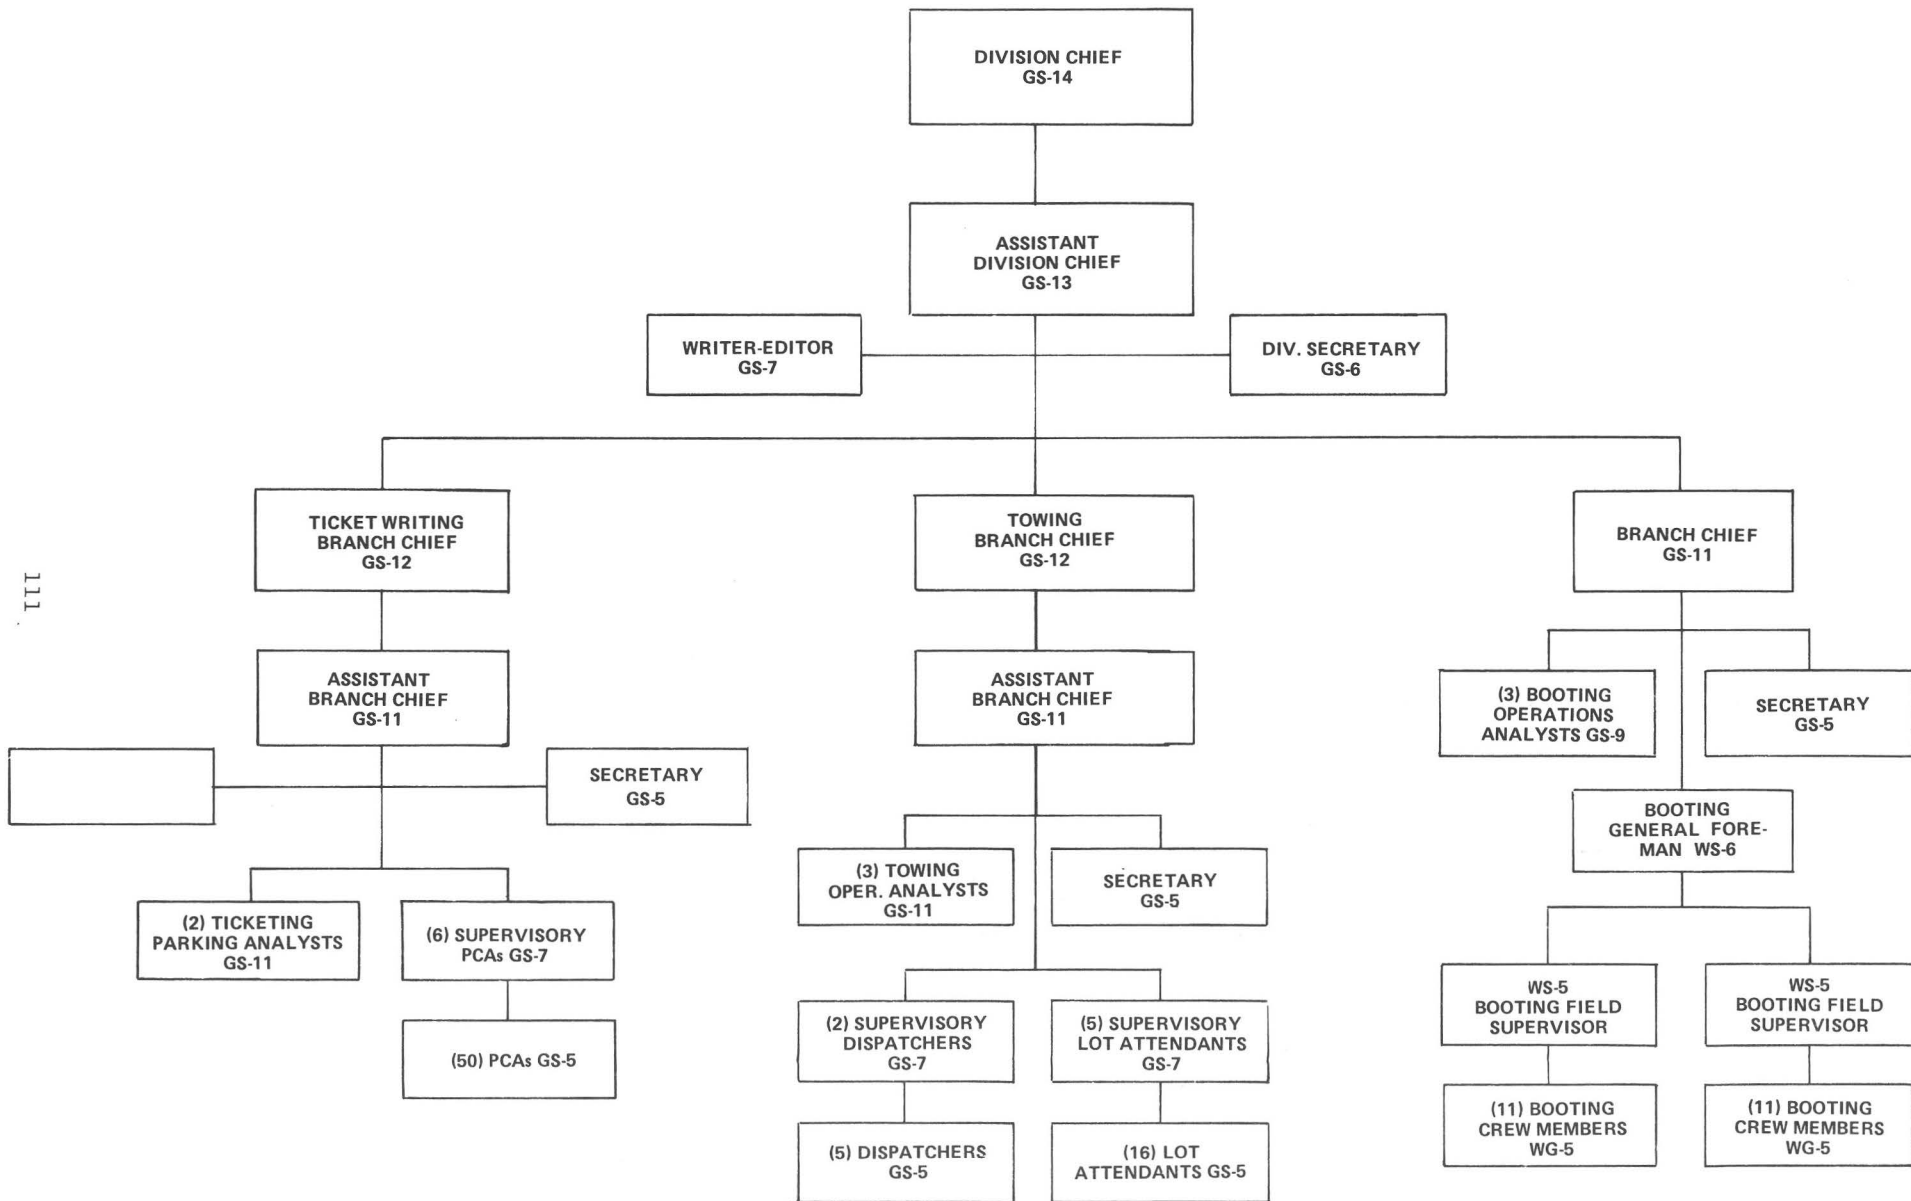 DIVISION CHIEF
GS-14
ASSISTANT
DIVISION CHIEF
GS-13
WRITER-EDITOR
GS-7
DIV. SECRETARY
GS-6
TICKET WRITING
BRANCH CHIEF
GS-12
TOWING
BRANCH CHIEF
GS-12
BRANCH CHIEF
GS-11
111
ASSISTANT
BRANCH CHIEF
GS-11
ASSISTANT
BRANCH CHIEF
GS-11
(3) BOOTING
OPERATIONS
ANALYSTS GS-9
SECRETARY
GS-5
SECRETARY
GS-5
BOOTING
GENERAL FORE-
MAN WS-6
(3) TOWING
OPER. ANALYSTS
GS-11
SECRETARY
GS-5
(2) TICKETING
PARKING ANALYSTS
GS-11
(6) SUPERVISORY
PCAs GS-7
(50) PCAs GS-5
(2) SUPERVISORY
DISPATCHERS
GS-7
(5) SUPERVISORY
LOT ATTENDANTS
GS-7
WS-5
BOOTING FIELD
SUPERVISOR
WS-5
BOOTING FIELD
SUPERVISOR
(5) DISPATCHERS
GS-5
(16) LOT
ATTENDANTS GS-5
(11) BOOTING
CREW MEMBERS
WG-5
(11) BOOTING
CREW MEMBERS
WG-5